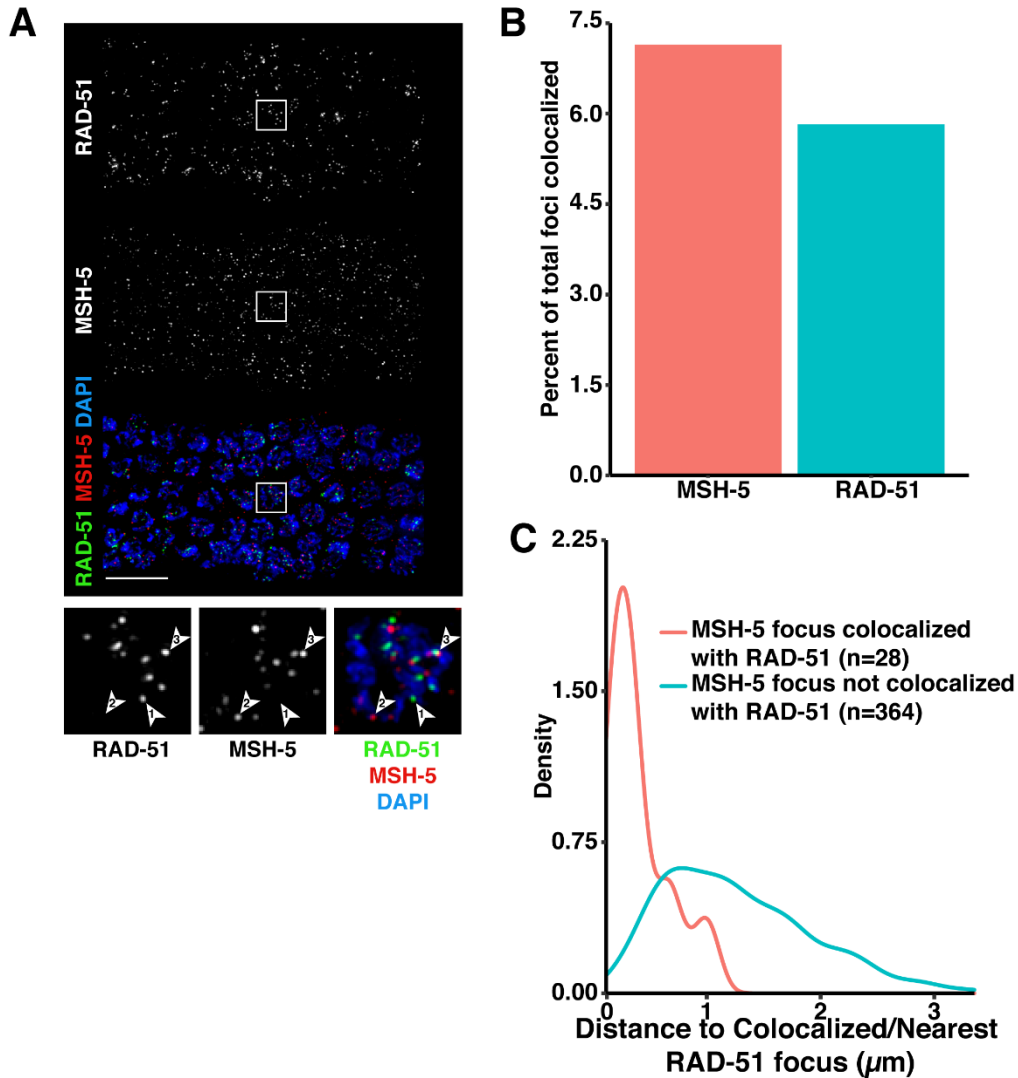 A
RAD-51
MSH-5
RAD-51 MSH-5 DAPI
3
2
1
3
2
1
3
2
1
RAD-51
MSH-5
RAD-51
MSH-5
DAPI
B
Percent of total foci colocalized
7.5
6.0
4.5
3.0
1.5
0.0
MSH-5
RAD-51
C
Density
2.25
1.50
0.75
0.00
MSH-5 focus colocalized
with RAD-51 (n=28)
MSH-5 focus not colocalized
with RAD-51 (n=364)
0
1
2
3
Distance to Colocalized/Nearest
RAD-51 focus (µm)